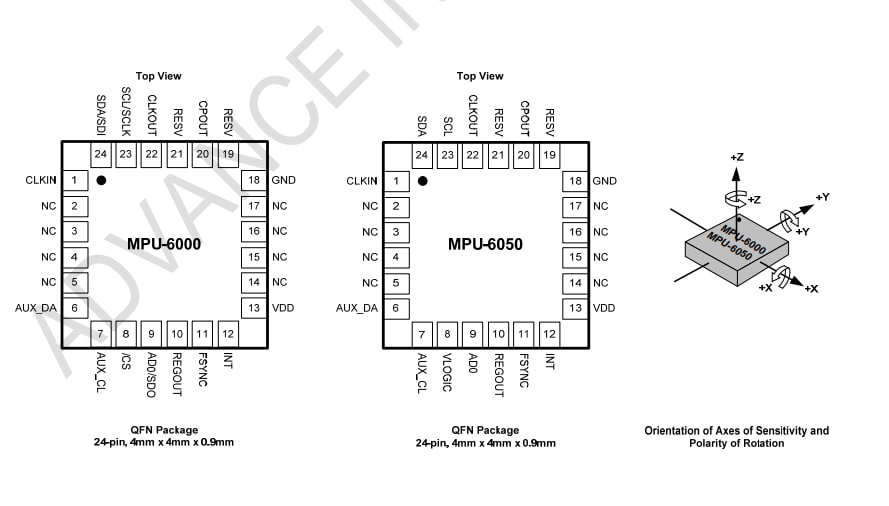 ADVANCE IN
Top View
SDA/SDI
SCL/SCLK
CLKOUT
RESV
CPOUT
RESV
24 23 22 21 20 19
CLKIN 1 18 GND
NC 2 17 NC
NC 3 16 NC
MPU-6000
NC 4 15 NC
NC 5 14 NC
AUX_DA 6 13 VDD
7 8 9 10 11 12
AUX_CL
/CS
AD0/SDO
REGOUT
FSYNC
INT
QFN Package
24-pin, 4mm x 4mm x 0.9mm
Top View
SDA
SCL
CLKOUT
RESV
CPOUT
RESV
24 23 22 21 20 19
CLKIN 1 18 GND
NC 2 17 NC
NC 3 16 NC
MPU-6050
NC 4 15 NC
NC 5 14 NC
AUX_DA 6 13 VDD
7 8 9 10 11 12
AUX_CL
VLOGIC
AD0
REGOUT
FSYNC
INT
QFN Package
24-pin, 4mm x 4mm x 0.9mm
+Z
+Z
+Y
+Y
MPU-6000
MPU-6050
+X
+X
Orientation of Axes of Sensitivity and
Polarity of Rotation